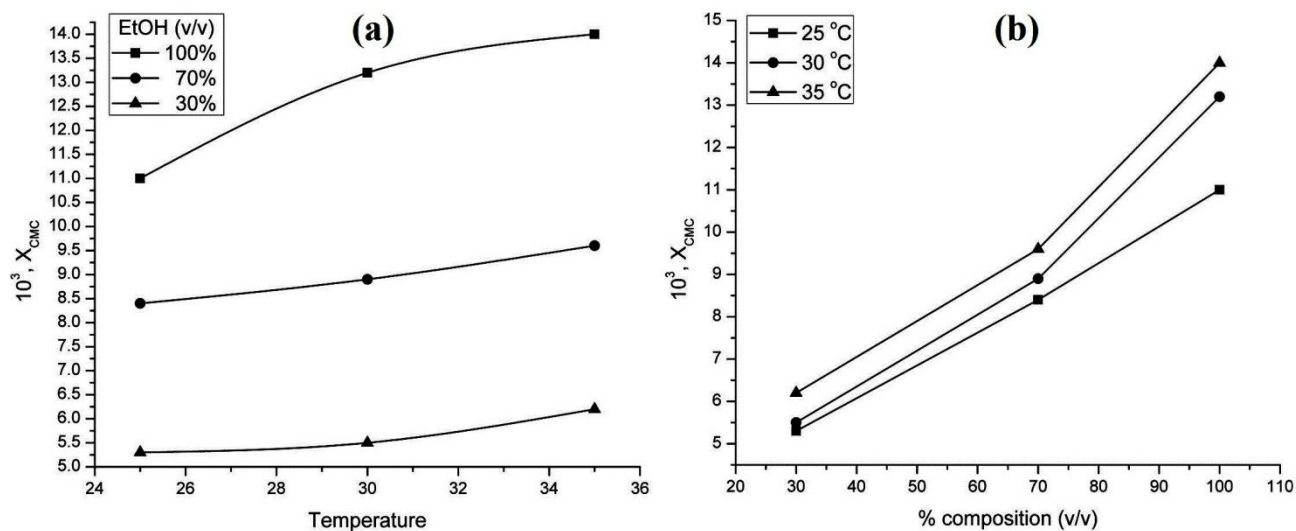 (a)
EtOH (v/v)
100%
70%
30%
14.0
13.5
13.0
12.5
12.0
11.5
11.0
10.5
10.0
9.5
9.0
8.5
8.0
7.5
7.0
6.5
6.0
5.5
5.0
24 26 28 30 32 34 36
10³, X_CMC
Temperature
(b)
25 °C
30 °C
35 °C
15
14
13
12
11
10
9
8
7
6
5
20 30 40 50 60 70 80 90 100 110
10³, X_CMC
% composition (v/v)